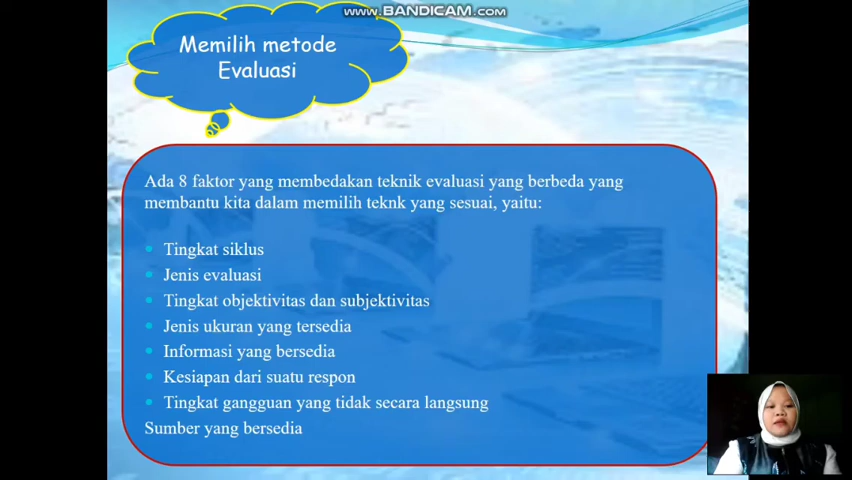 www.BANDICAM.com
Memilih metode
Evaluasi
Ada 8 faktor yang membedakan teknik evaluasi yang berbeda yang
membantu kita dalam memilih teknk yang sesuai, yaitu:
Tingkat siklus
Jenis evaluasi
Tingkat objektivitas dan subjektivitas
Jenis ukuran yang tersedia
Informasi yang bersedia
Kesiapan dari suatu respon
Tingkat gangguan yang tidak secara langsung
Sumber yang bersedia